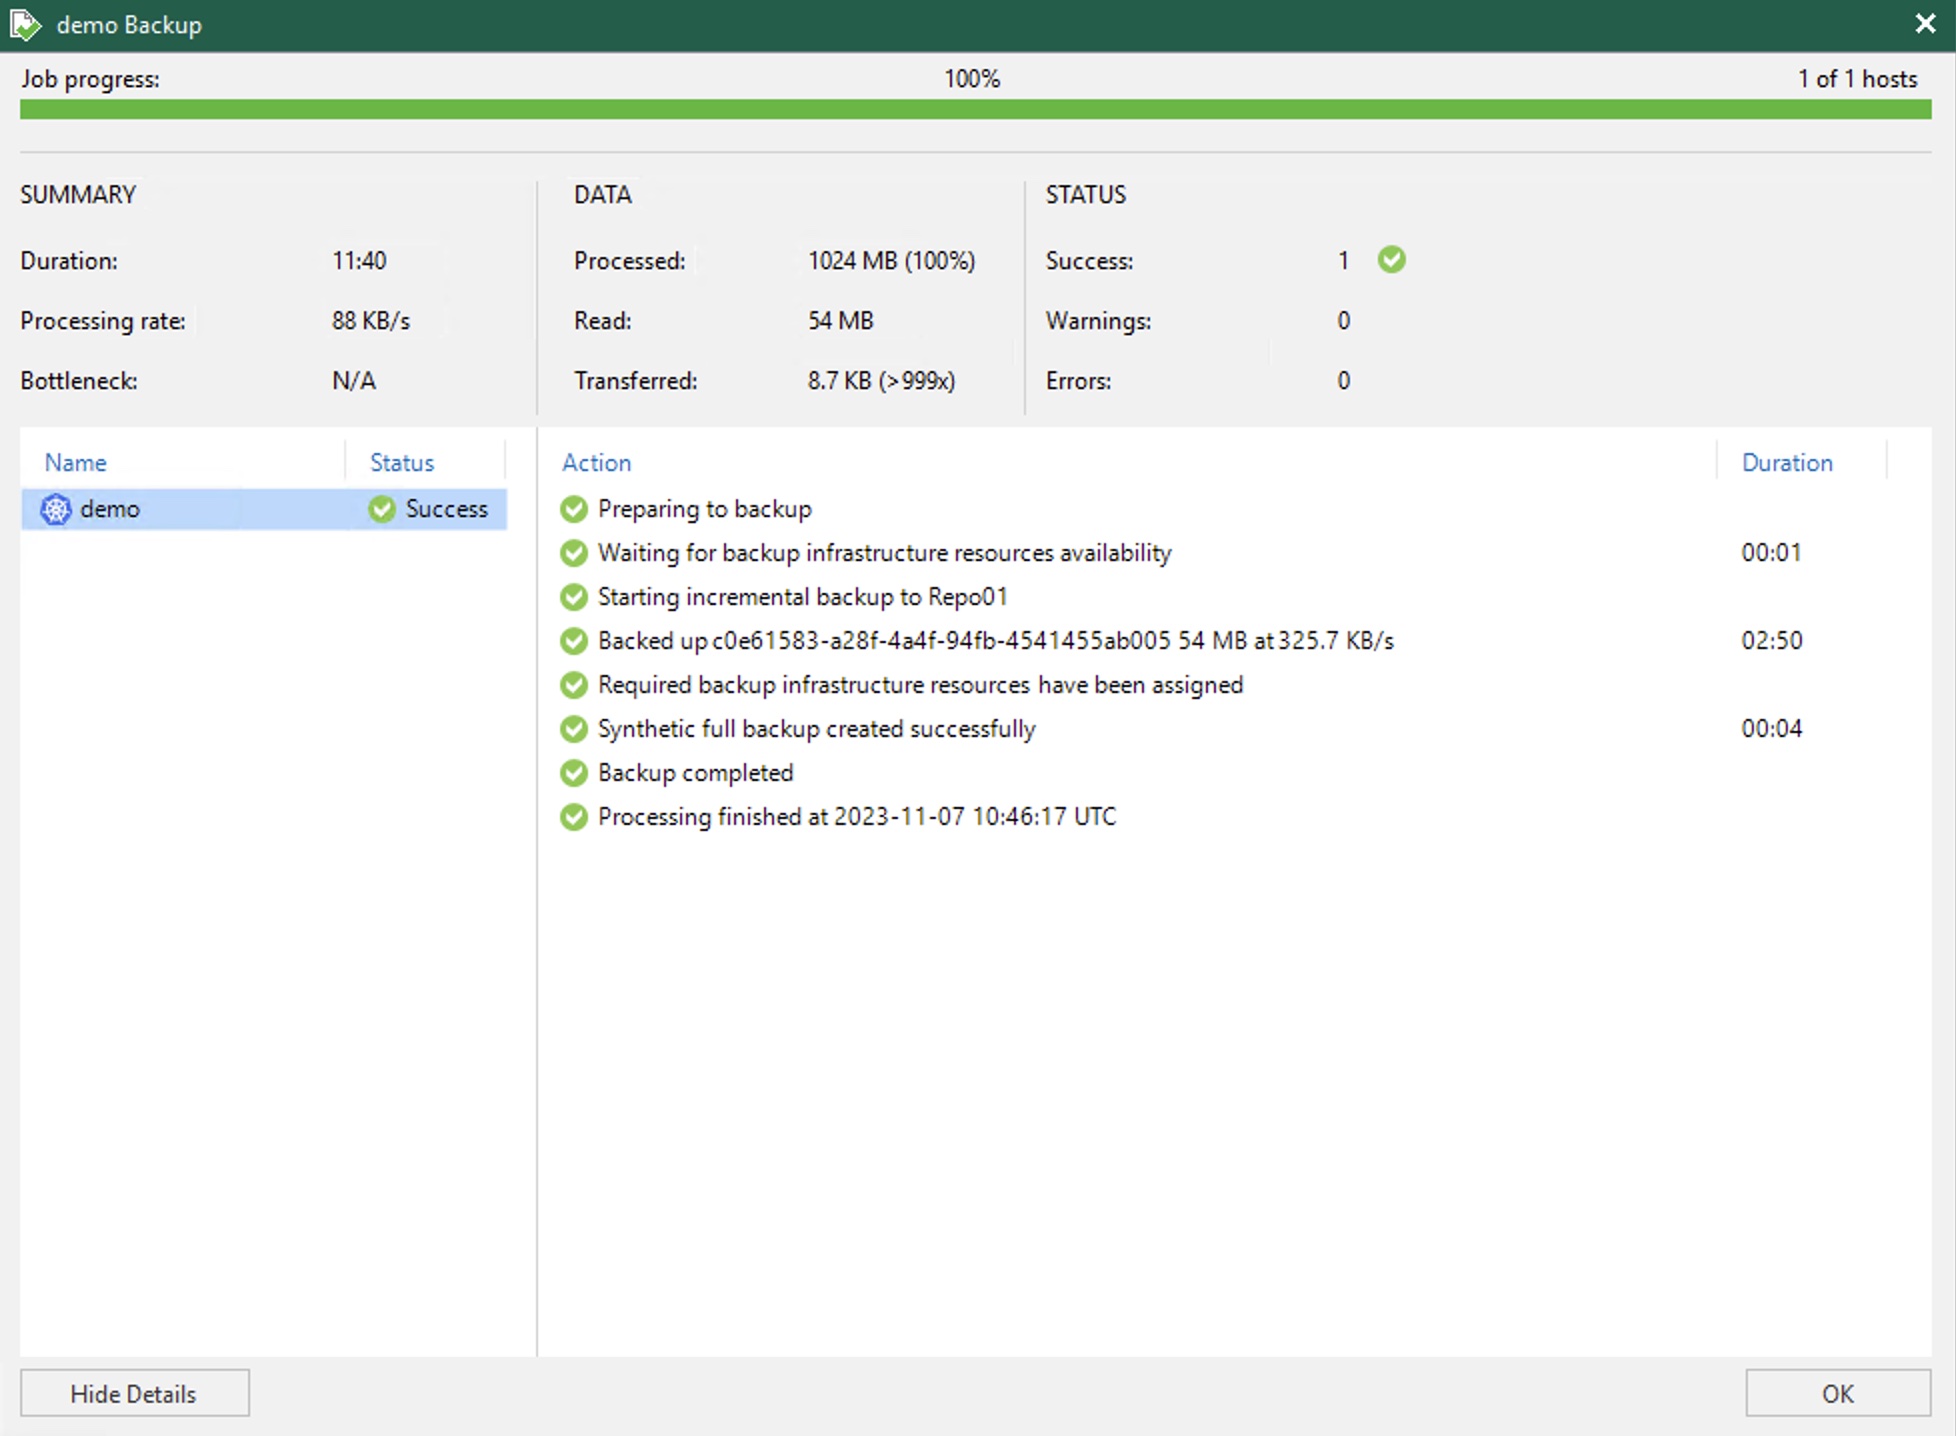 demo Backup
Job progress: 100% 1 of 1 hosts
SUMMARY DATA STATUS
Duration: 11:40 Processed: 1024 MB (100%) Success: 1
Processing rate: 88 KB/s Read: 54 MB Warnings: 0
Bottleneck: N/A Transferred: 8.7 KB (>999x) Errors: 0
Name Status Action Duration
demo Success Preparing to backup
Waiting for backup infrastructure resources availability 00:01
Starting incremental backup to Repo01
Backed up c0e61583-a28f-4a4f-94fb-4541455ab005 54 MB at 325.7 KB/s 02:50
Required backup infrastructure resources have been assigned
Synthetic full backup created successfully 00:04
Backup completed
Processing finished at 2023-11-07 10:46:17 UTC
Hide Details OK